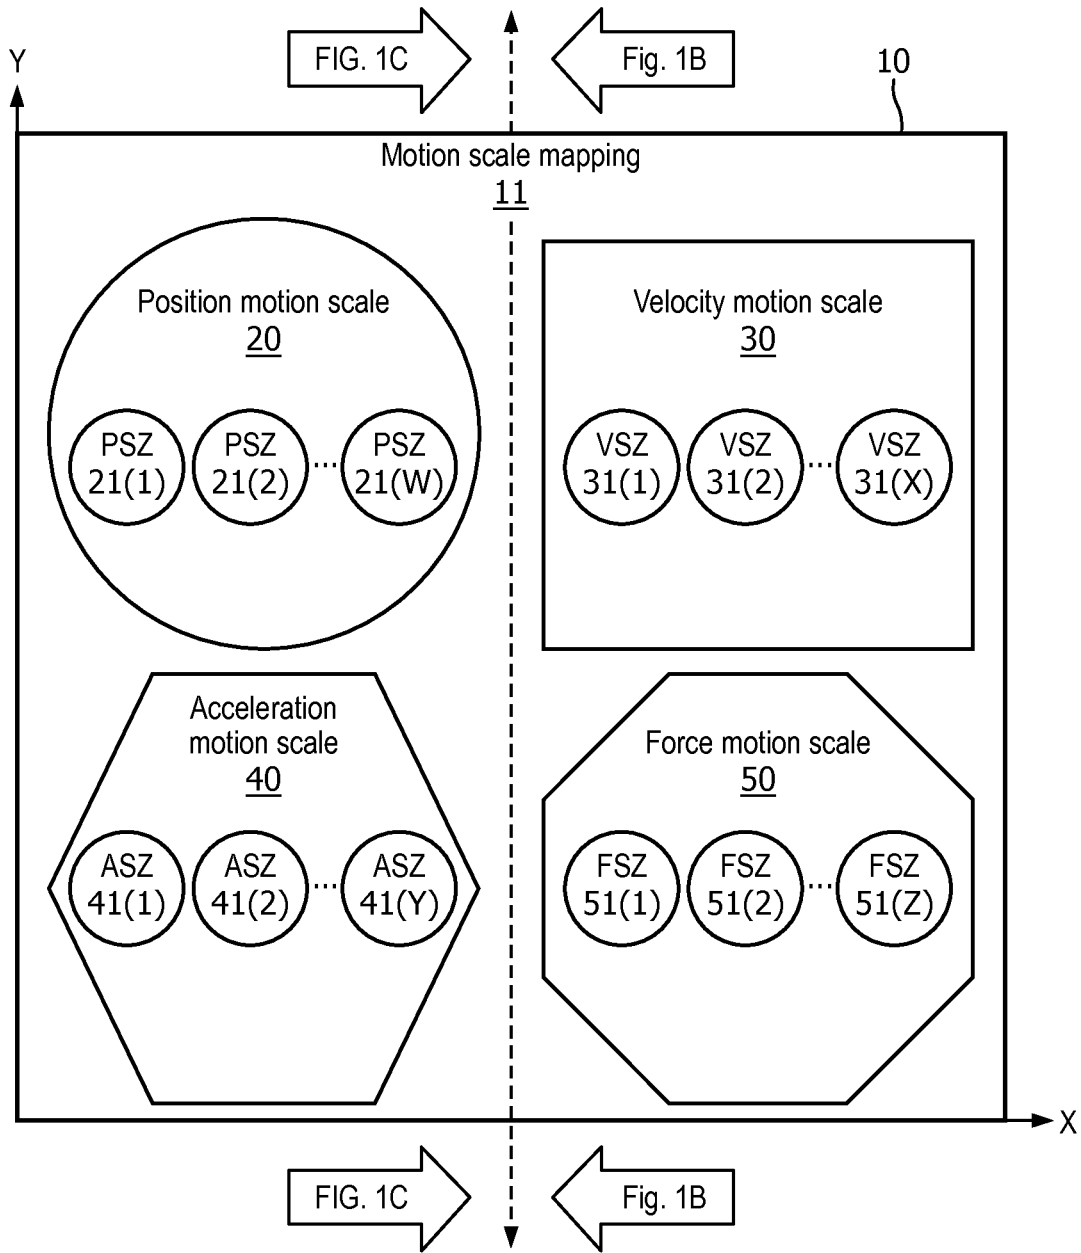 Y
FIG. 1C
Fig. 1B
10
Motion scale mapping
11
Position motion scale
20
PSZ
21(1)
PSZ
21(2)
...
PSZ
21(W)
Velocity motion scale
30
VSZ
31(1)
VSZ
31(2)
...
VSZ
31(X)
Acceleration
motion scale
40
ASZ
41(1)
ASZ
41(2)
...
ASZ
41(Y)
Force motion scale
50
FSZ
51(1)
FSZ
51(2)
...
FSZ
51(Z)
X
FIG. 1C
Fig. 1B